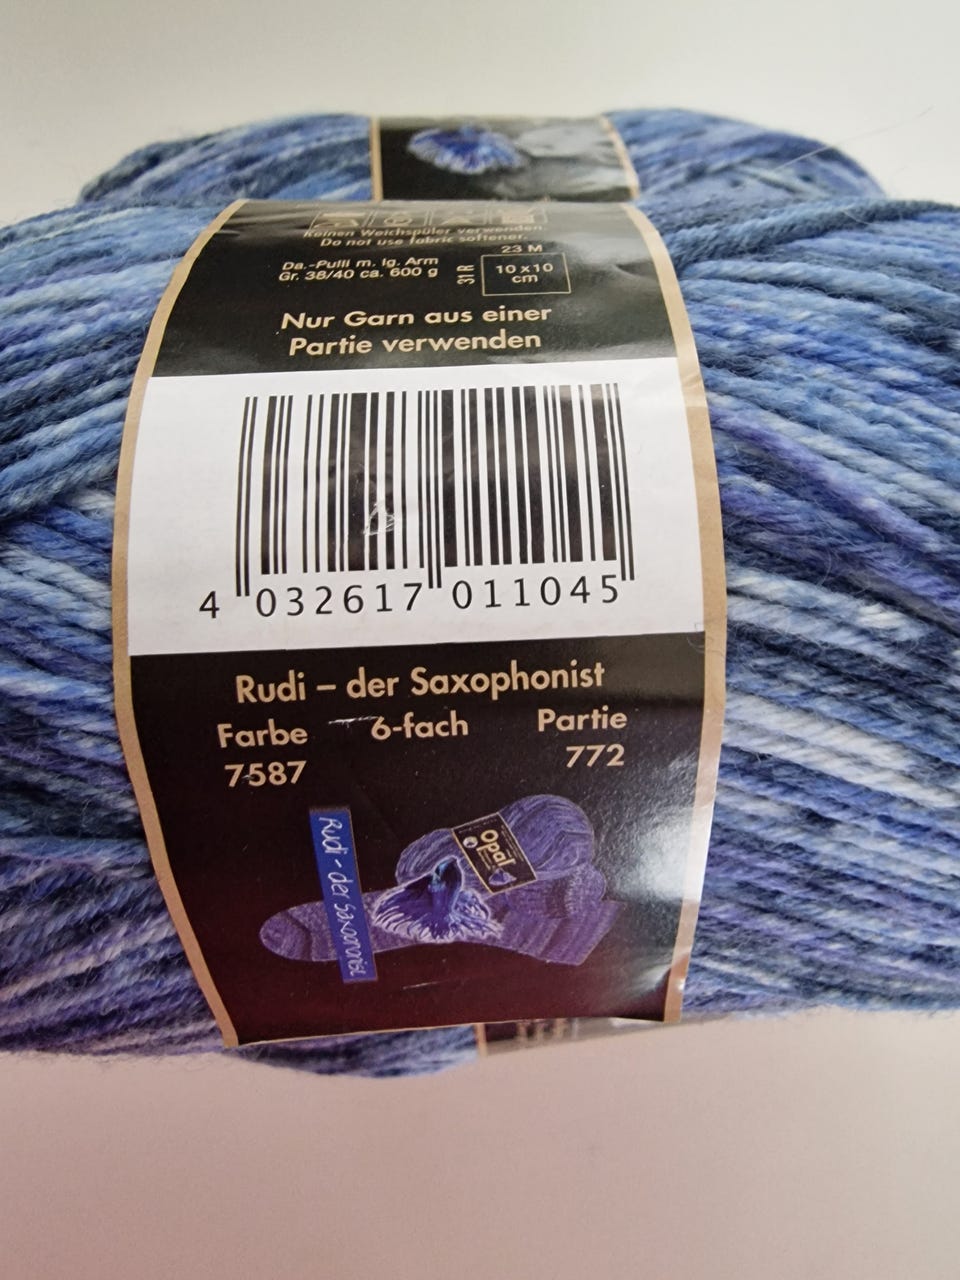 Keinen Weichspüler verwenden.
Do not use fabric softener.
Da.-Pulli m. lg. Arm
Gr. 38/40 ca. 600 g
23 M
31 R
10 x 10
cm
Nur Garn aus einer
Partie verwenden
4 032617 011045
Rudi – der Saxophonist
Farbe 6-fach Partie
7587 772
Opal
Rudi - der Saxophonist